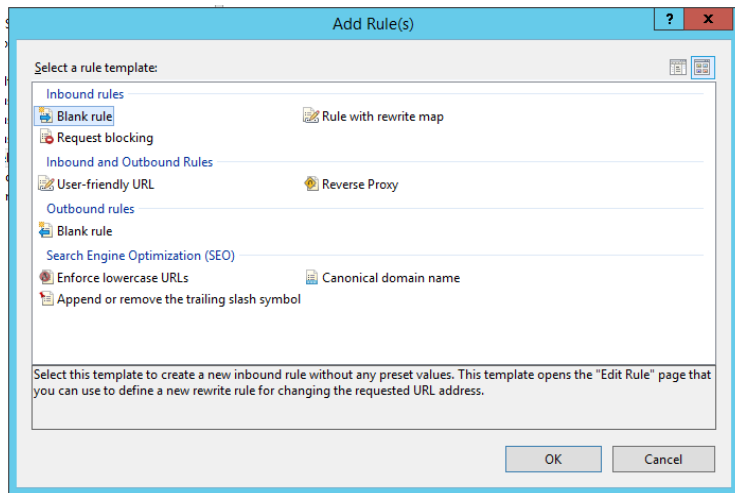 Add Rule(s)
?
x
Select a rule template:
Inbound rules
Blank rule
Rule with rewrite map
Request blocking
Inbound and Outbound Rules
User-friendly URL
Reverse Proxy
Outbound rules
Blank rule
Search Engine Optimization (SEO)
Enforce lowercase URLs
Canonical domain name
Append or remove the trailing slash symbol
Select this template to create a new inbound rule without any preset values. This template opens the "Edit Rule" page that
you can use to define a new rewrite rule for changing the requested URL address.
OK
Cancel